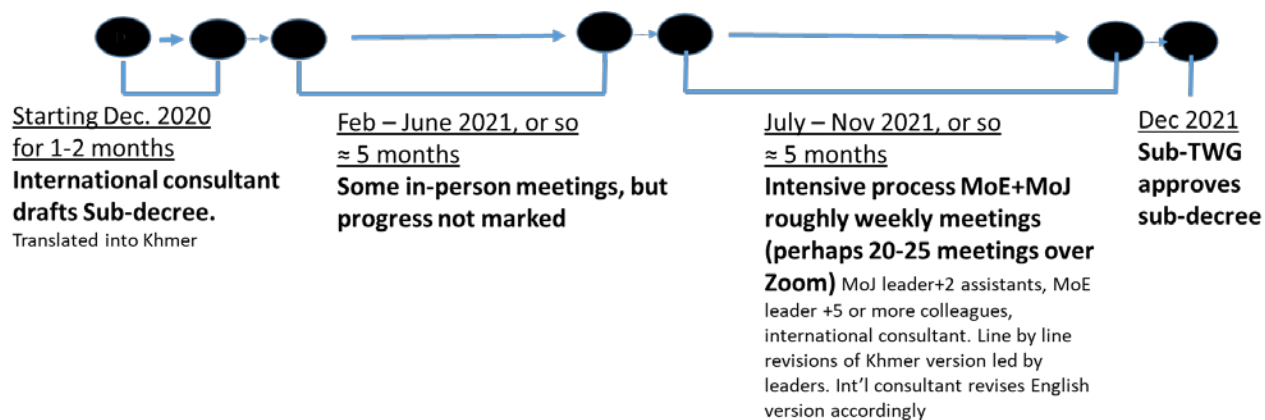 Starting Dec. 2020
for 1-2 months
International consultant
drafts Sub-decree.
Translated into Khmer
Feb – June 2021, or so
≈ 5 months
Some in-person meetings, but
progress not marked
July – Nov 2021, or so
≈ 5 months
Intensive process MoE+MoJ
roughly weekly meetings
(perhaps 20-25 meetings over
Zoom) MoJ leader+2 assistants, MoE
leader +5 or more colleagues,
international consultant. Line by line
revisions of Khmer version led by
leaders. Int’l consultant revises English
version accordingly
Dec 2021
Sub-TWG
approves
sub-decree